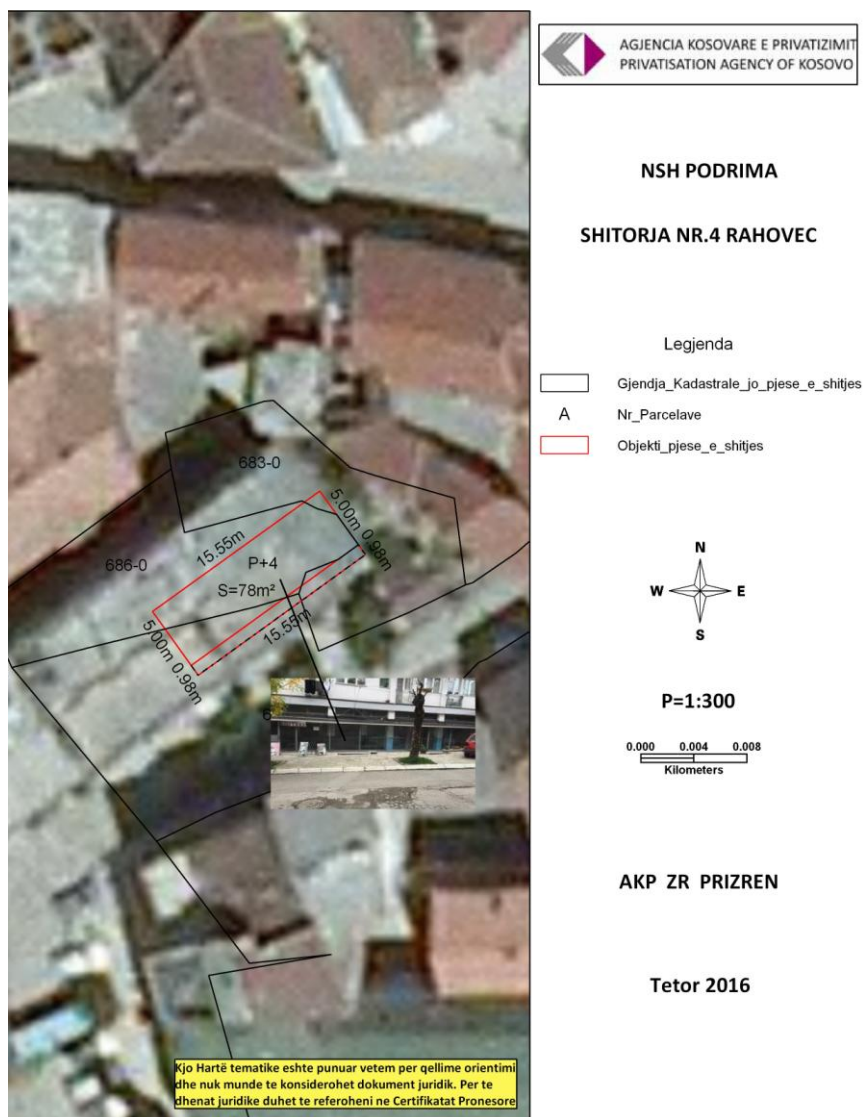 AGJENCIA KOSOVARE E PRIVATIZIMIT
PRIVATISATION AGENCY OF KOSOVO
NSH PODRIMA
SHITORJA NR.4 RAHOVEC
Legjenda
Gjendja_Kadastrale_jo_pjese_e_shitjes
A Nr_Parcelave
Objekti_pjese_e_shitjes
N
W E
S
P=1:300
0.000 0.004 0.008
Kilometers
AKP ZR PRIZREN
Tetor 2016
683-0
5.00m 0.98m
15.55m
686-0
P+4
S=78m²
15.55m
5.00m 0.98m
Kjo Hartë tematike eshte punuar vetem per qellime orientimi
dhe nuk munde te konsiderohet dokument juridik. Per te
dhenat juridike duhet te referoheni ne Certifikatat Pronesore